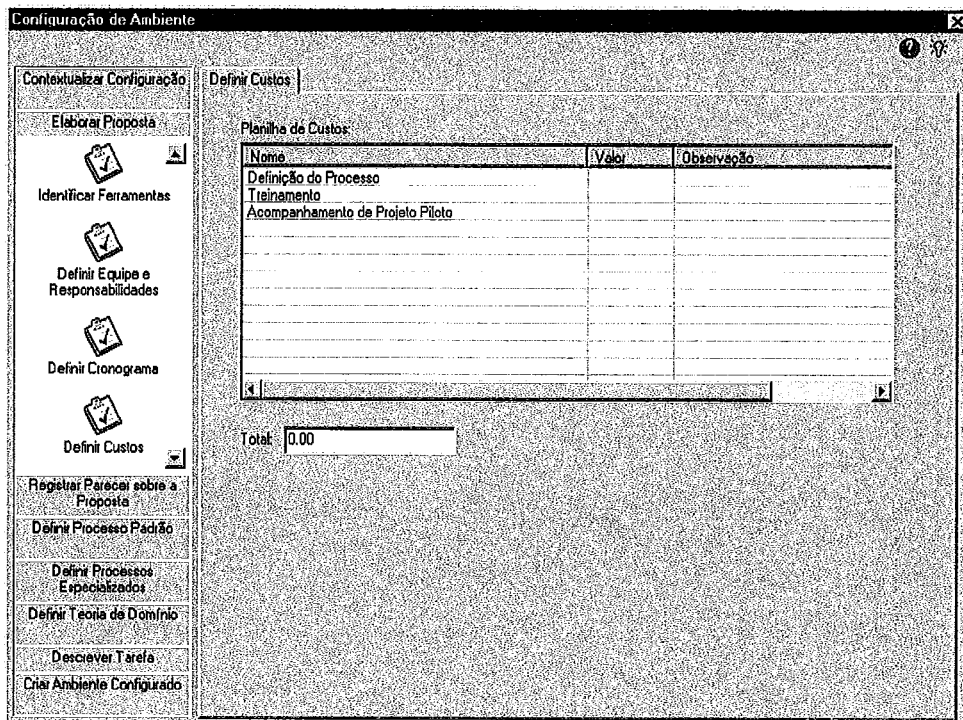 Configuração de Ambiente
Contextualizar Configuração
Elaborar Proposta
Identificar Ferramentas
Definir Equipe e
Responsabilidades
Definir Cronograma
Definir Custos
Registrar Parecer sobre a
Proposta
Definir Processo Padrão
Definir Processos
Especializados
Definir Teoria de Domínio
Descrever Tarefa
Criar Ambiente Configurado
Definir Custos
Planilha de Custos:
Nome Valor Observação
Definição do Processo
Treinamento
Acompanhamento de Projeto Piloto
Total: 0.00